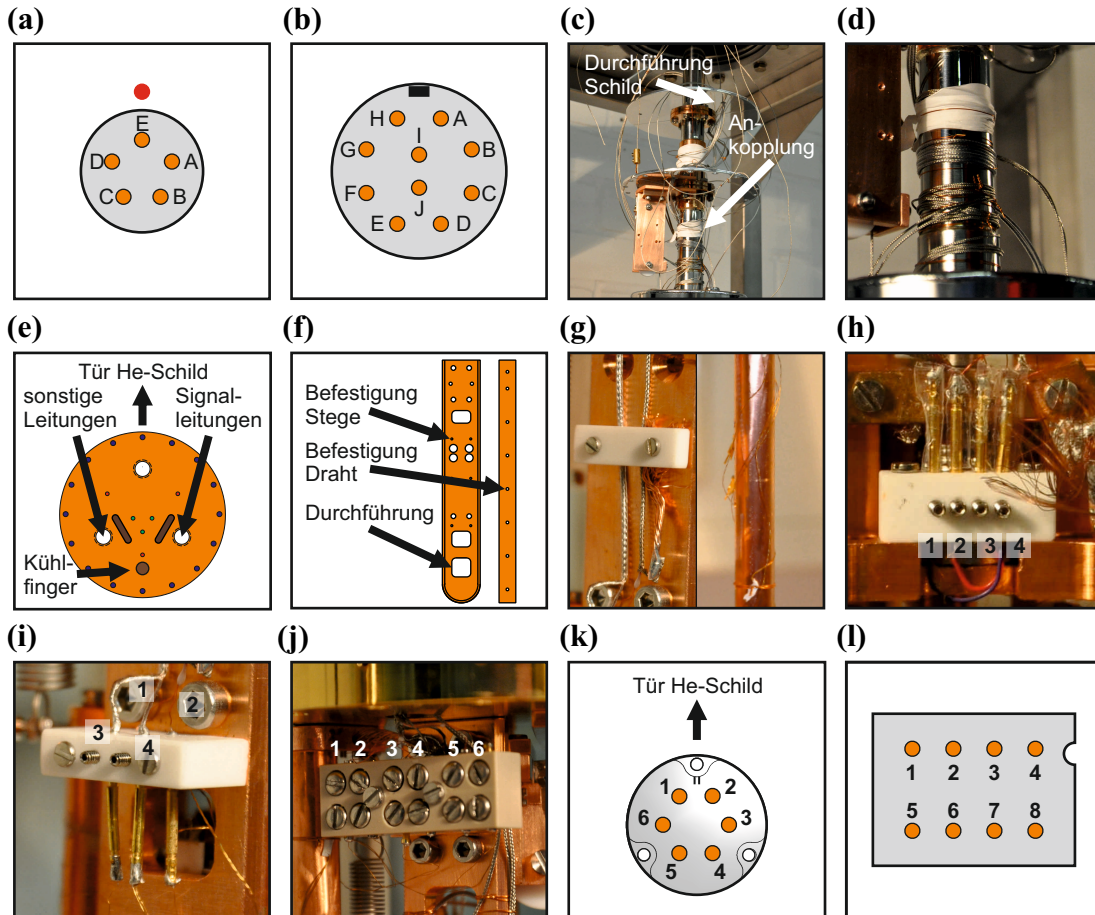 (a)
E
D
A
C
B
(b)
H
A
I
G
B
F
C
J
E
D
(c)
Durchführung
Schild
An-
kopplung
(d)
(e)
Tür He-Schild
sonstige
Leitungen
Signal-
leitungen
Kühl-
finger
(f)
Befestigung
Stege
Befestigung
Draht
Durchführung
(g)
(h)
1 2 3 4
(i)
1
2
3
4
(j)
1 2 3 4 5 6
(k)
Tür He-Schild
1 2
6 3
5 4
(l)
1 2 3 4
5 6 7 8